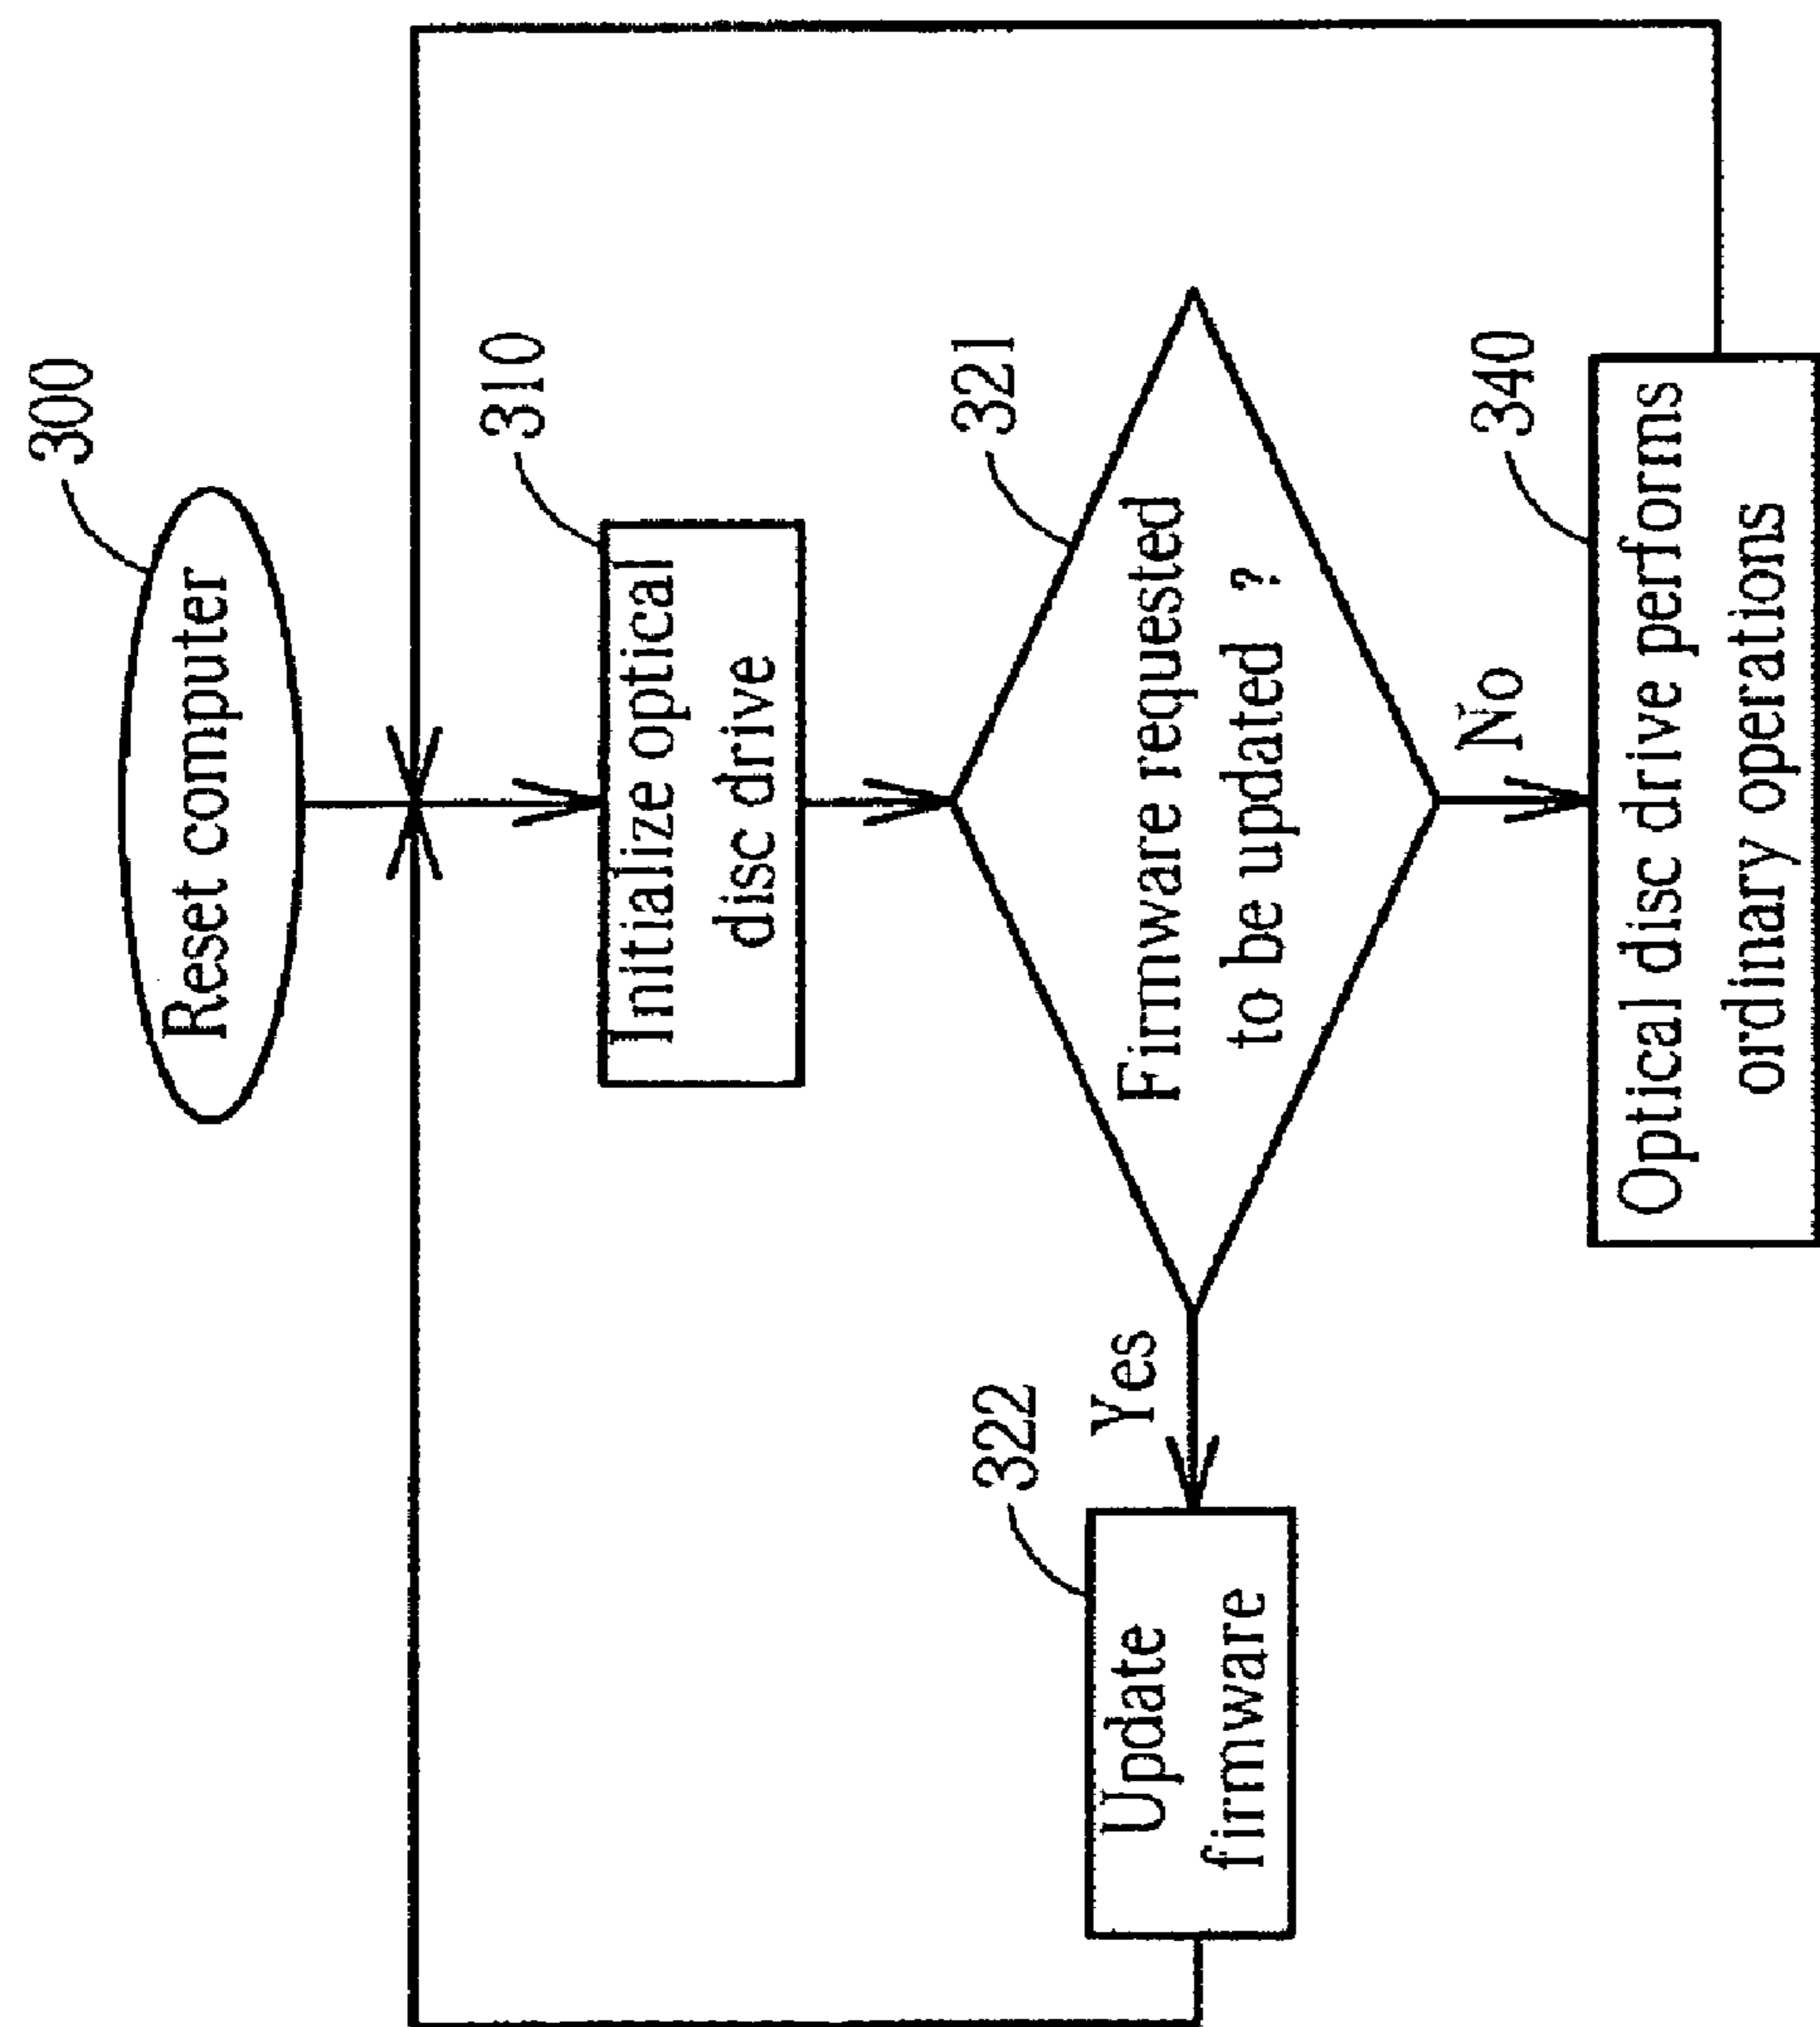 300
Reset computer
310
Initialize optical
disc drive
321
Firmware requested
to be updated ?
Yes
322
Update
firmware
No
340
Optical disc drive performs
ordinary operations